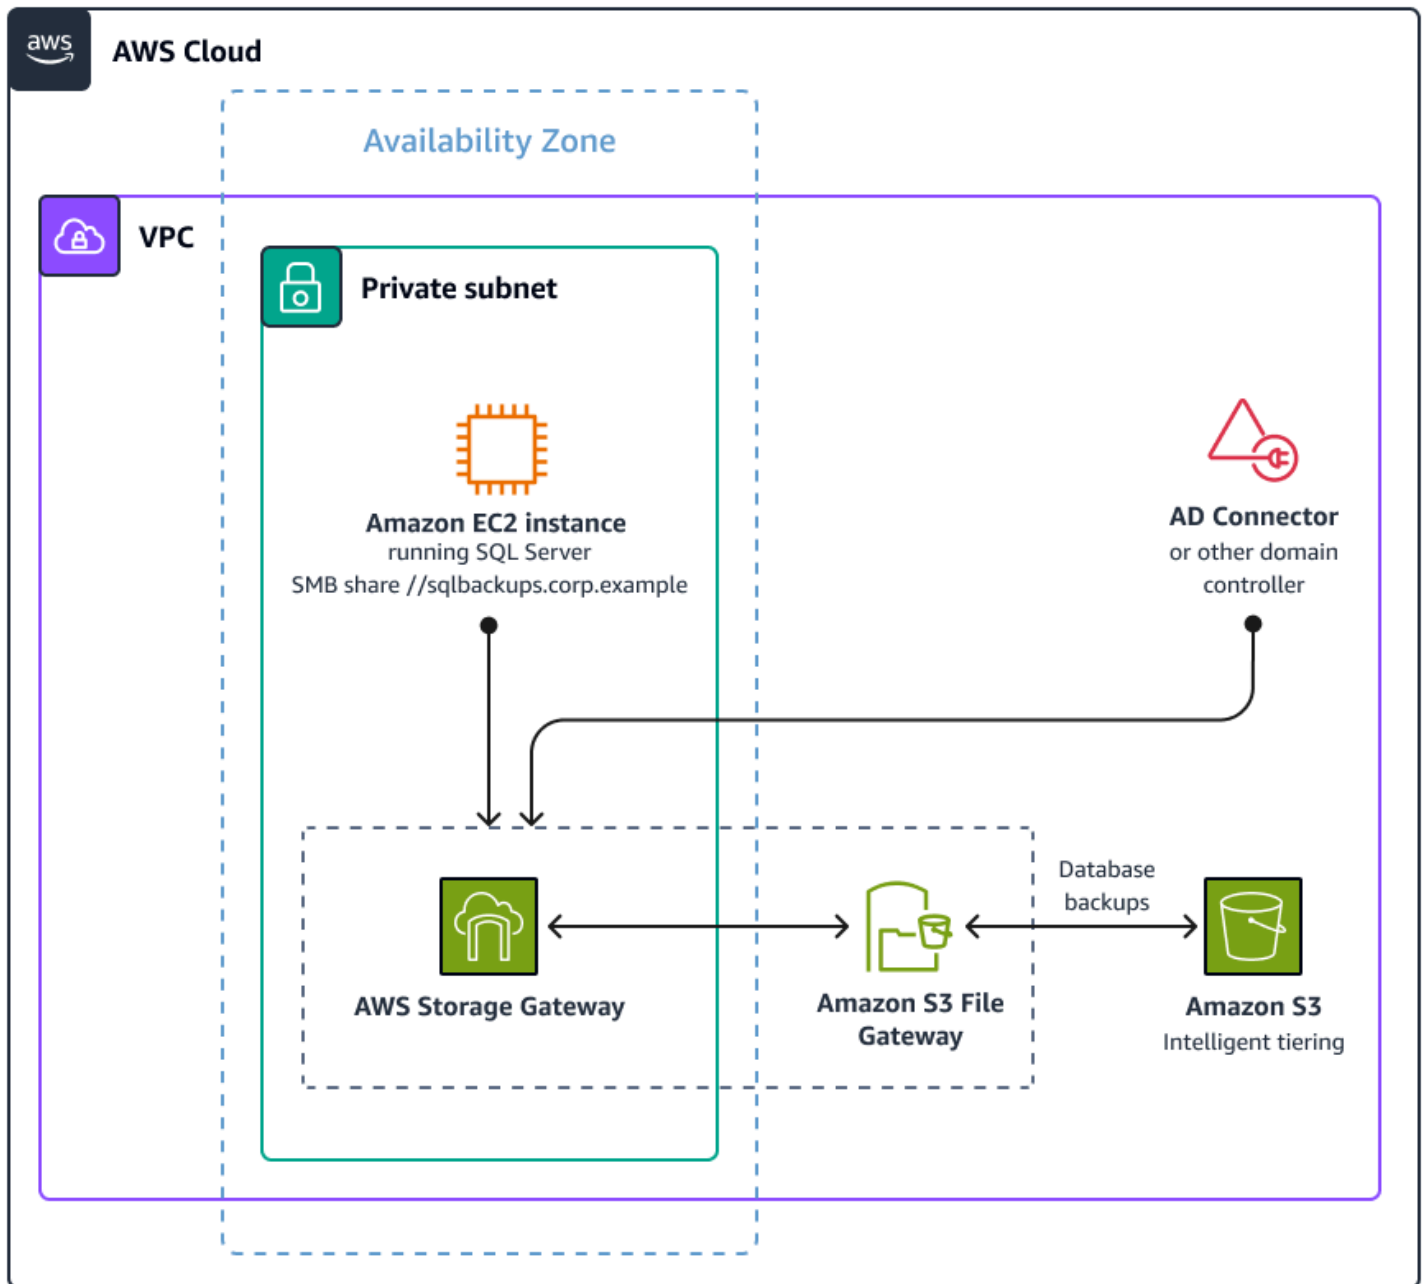 aws
AWS Cloud
Availability Zone
VPC
Private subnet
Amazon EC2 instance
running SQL Server
SMB share //sqlbackups.corp.example
AD Connector
or other domain
controller
Database
backups
AWS Storage Gateway
Amazon S3 File
Gateway
Amazon S3
Intelligent tiering